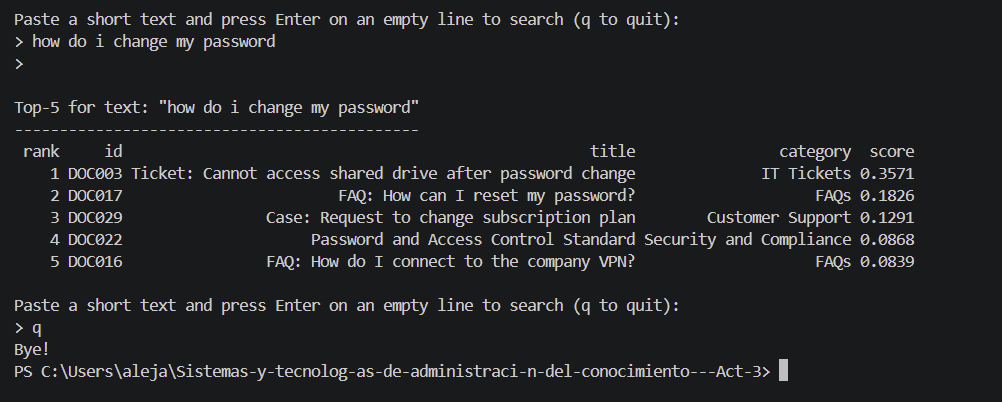 Paste a short text and press Enter on an empty line to search (q to quit):
> how do i change my password
>
Top-5 for text: "how do i change my password"
---------------------------------------------
rank id title category score
1 DOC003 Ticket: Cannot access shared drive after password change IT Tickets 0.3571
2 DOC017 FAQ: How can I reset my password? FAQs 0.1826
3 DOC029 Case: Request to change subscription plan Customer Support 0.1291
4 DOC022 Password and Access Control Standard Security and Compliance 0.0868
5 DOC016 FAQ: How do I connect to the company VPN? FAQs 0.0839
Paste a short text and press Enter on an empty line to search (q to quit):
> q
Bye!
PS C:\Users\aleja\Sistemas-y-tecnolog-as-de-administraci-n-del-conocimiento---Act-3>